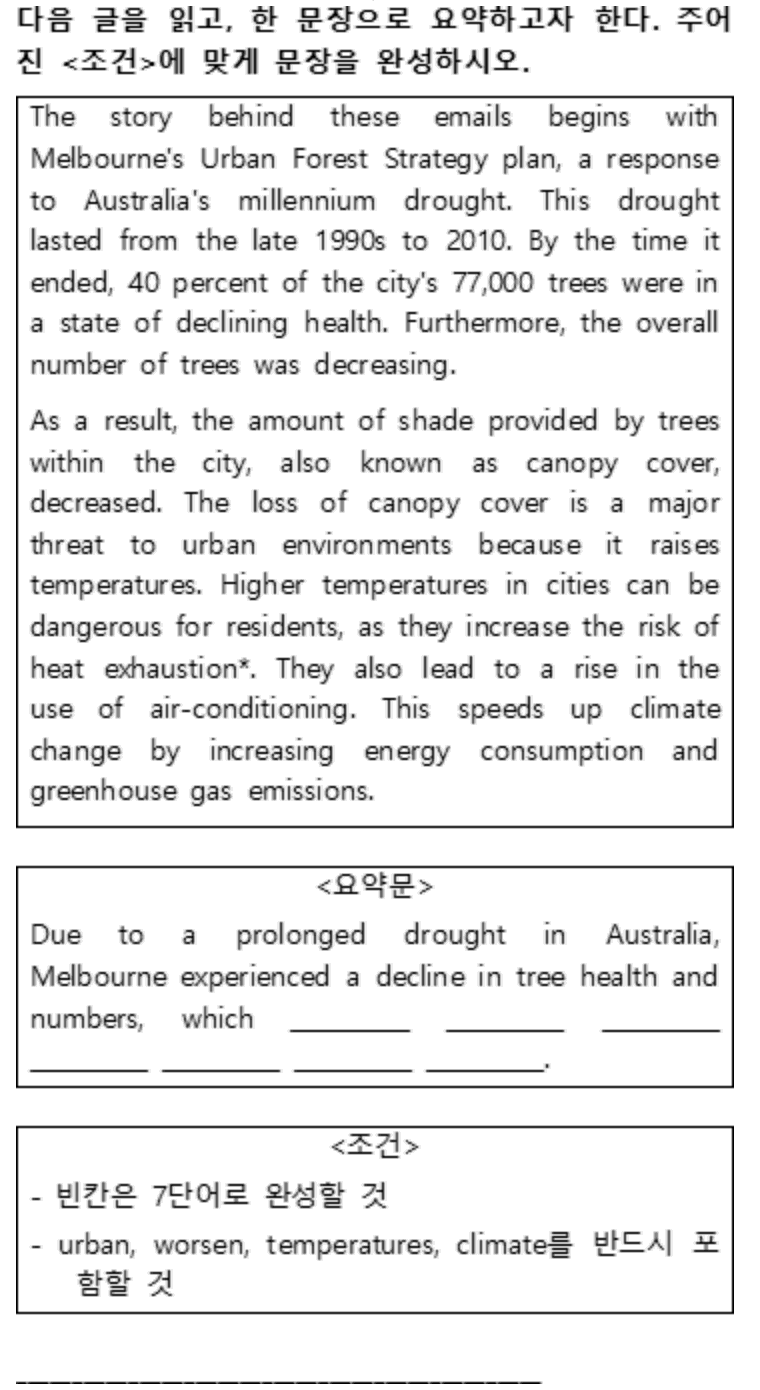 다음 글을 읽고, 한 문장으로 요약하고자 한다. 주어
진 <조건>에 맞게 문장을 완성하시오.
The story behind these emails begins with
Melbourne's Urban Forest Strategy plan, a response
to Australia's millennium drought. This drought
lasted from the late 1990s to 2010. By the time it
ended, 40 percent of the city's 77,000 trees were in
a state of declining health. Furthermore, the overall
number of trees was decreasing.
As a result, the amount of shade provided by trees
within the city, also known as canopy cover,
decreased. The loss of canopy cover is a major
threat to urban environments because it raises
temperatures. Higher temperatures in cities can be
dangerous for residents, as they increase the risk of
heat exhaustion*. They also lead to a rise in the
use of air-conditioning. This speeds up climate
change by increasing energy consumption and
greenhouse gas emissions.
<요약문>
Due to a prolonged drought in Australia,
Melbourne experienced a decline in tree health and
numbers, which ________ ________ ________
________ ________ ________ ________.
<조건>
- 빈칸은 7단어로 완성할 것
- urban, worsen, temperatures, climate를 반드시 포
함할 것